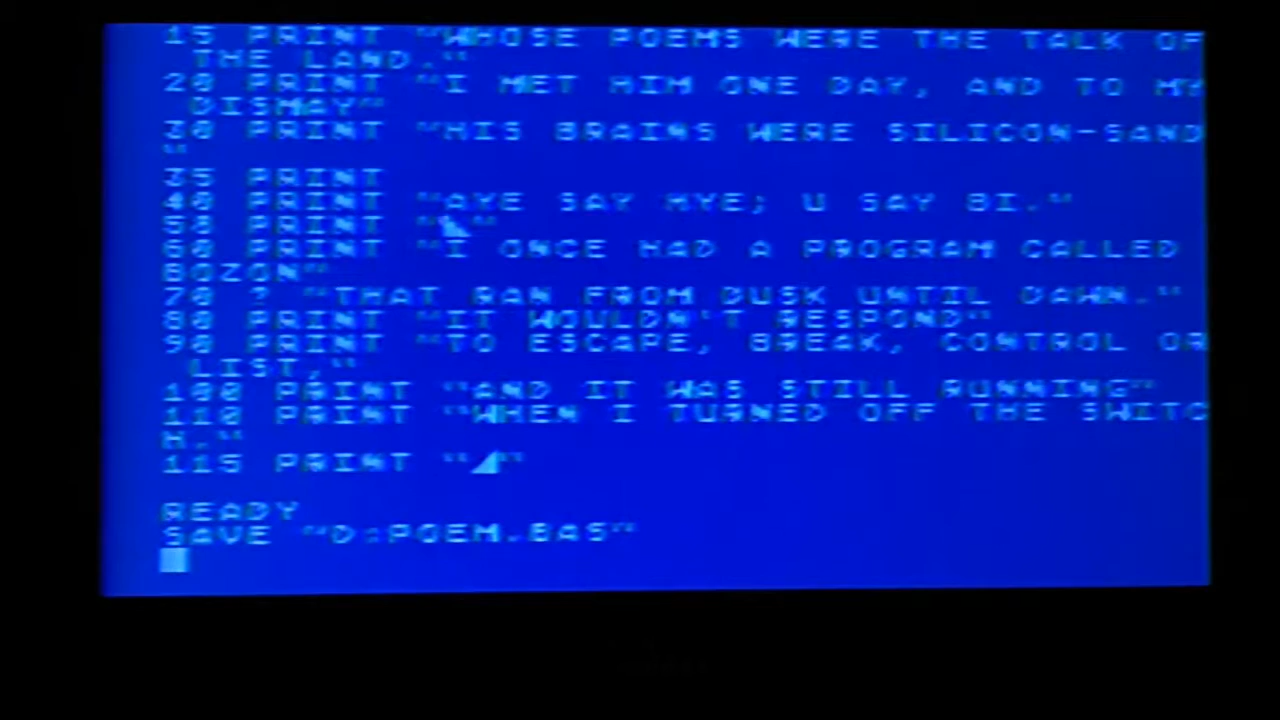 15 PRINT "WHOSE POEMS WERE THE TALK OF
THE LAND."
20 PRINT "I MET HIM ONE DAY, AND TO MY
DISMAY"
30 PRINT "HIS BRAINS WERE SILICON-SAND
"
35 PRINT
40 PRINT "AYE SAY HYE; U SAY BI."
50 PRINT "◣"
60 PRINT "I ONCE HAD A PROGRAM CALLED
BOZON"
70 ? "THAT RAN FROM DUSK UNTIL DAWN."
80 PRINT "IT WOULDN'T RESPOND"
90 PRINT "TO ESCAPE, BREAK, CONTROL OR
LIST,"
100 PRINT "AND IT WAS STILL RUNNING"
110 PRINT "WHEN I TURNED OFF THE SWITC
H."
115 PRINT "◢"
READY
SAVE "D:POEM.BAS"